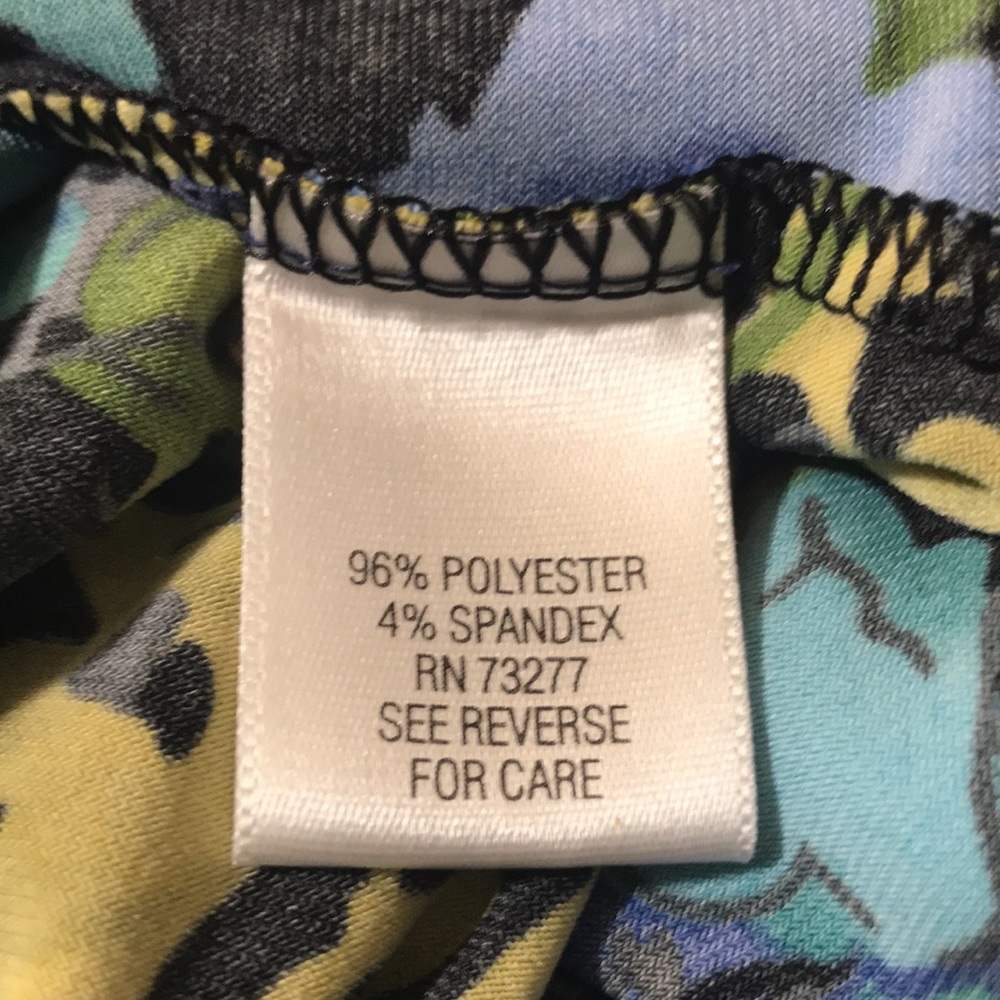 96% POLYESTER
4% SPANDEX
RN 73277
SEE REVERSE
FOR CARE